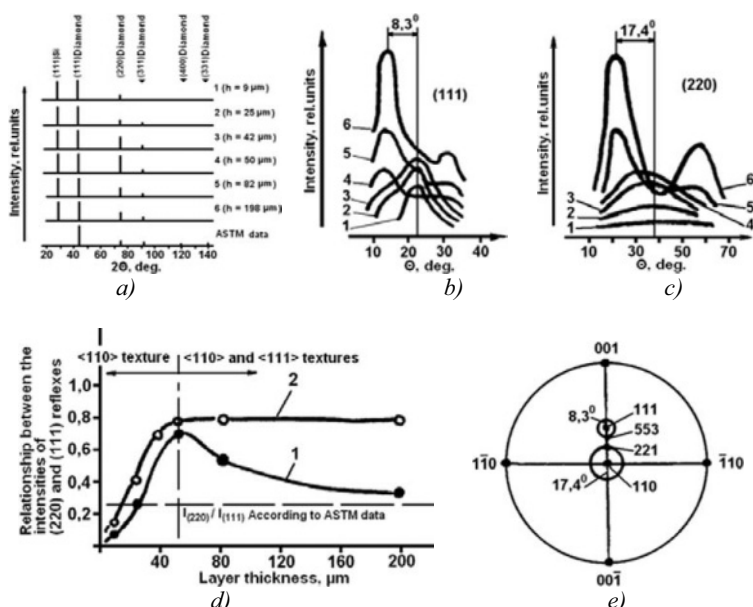 (111)Si
(111)Diamond
(220)Diamond
(311)Diamond
(400)Diamond
(331)Diamond
Intensity, rel.units
1 (h = 9 µm)
2 (h = 25 µm)
3 (h = 42 µm)
4 (h = 50 µm)
5 (h = 82 µm)
6 (h = 198 µm)
ASTM data
20 40 60 80 100 120 140
2Θ, deg.
a)
8,3⁰
(111)
Intensity, rel.units
6
5
4
3
2
1
10 20 30 40
Θ, deg.
b)
17,4⁰
(220)
Intensity, rel.units
6
5
4
3
2
1
10 30 50 70
Θ, deg.
c)
Relationship between the
intensities of
(220) and (111) reflexes
<110> texture
<110> and <111> textures
1,0
0,8
0,6
0,4
0,2
2
1
I(220)/ I(111) According to ASTM data
0 40 80 120 160 200
Layer thickness, µm
d)
001
8,3⁰
111
553
221
11̄0
1̄10
17,4⁰
110
001̄
e)